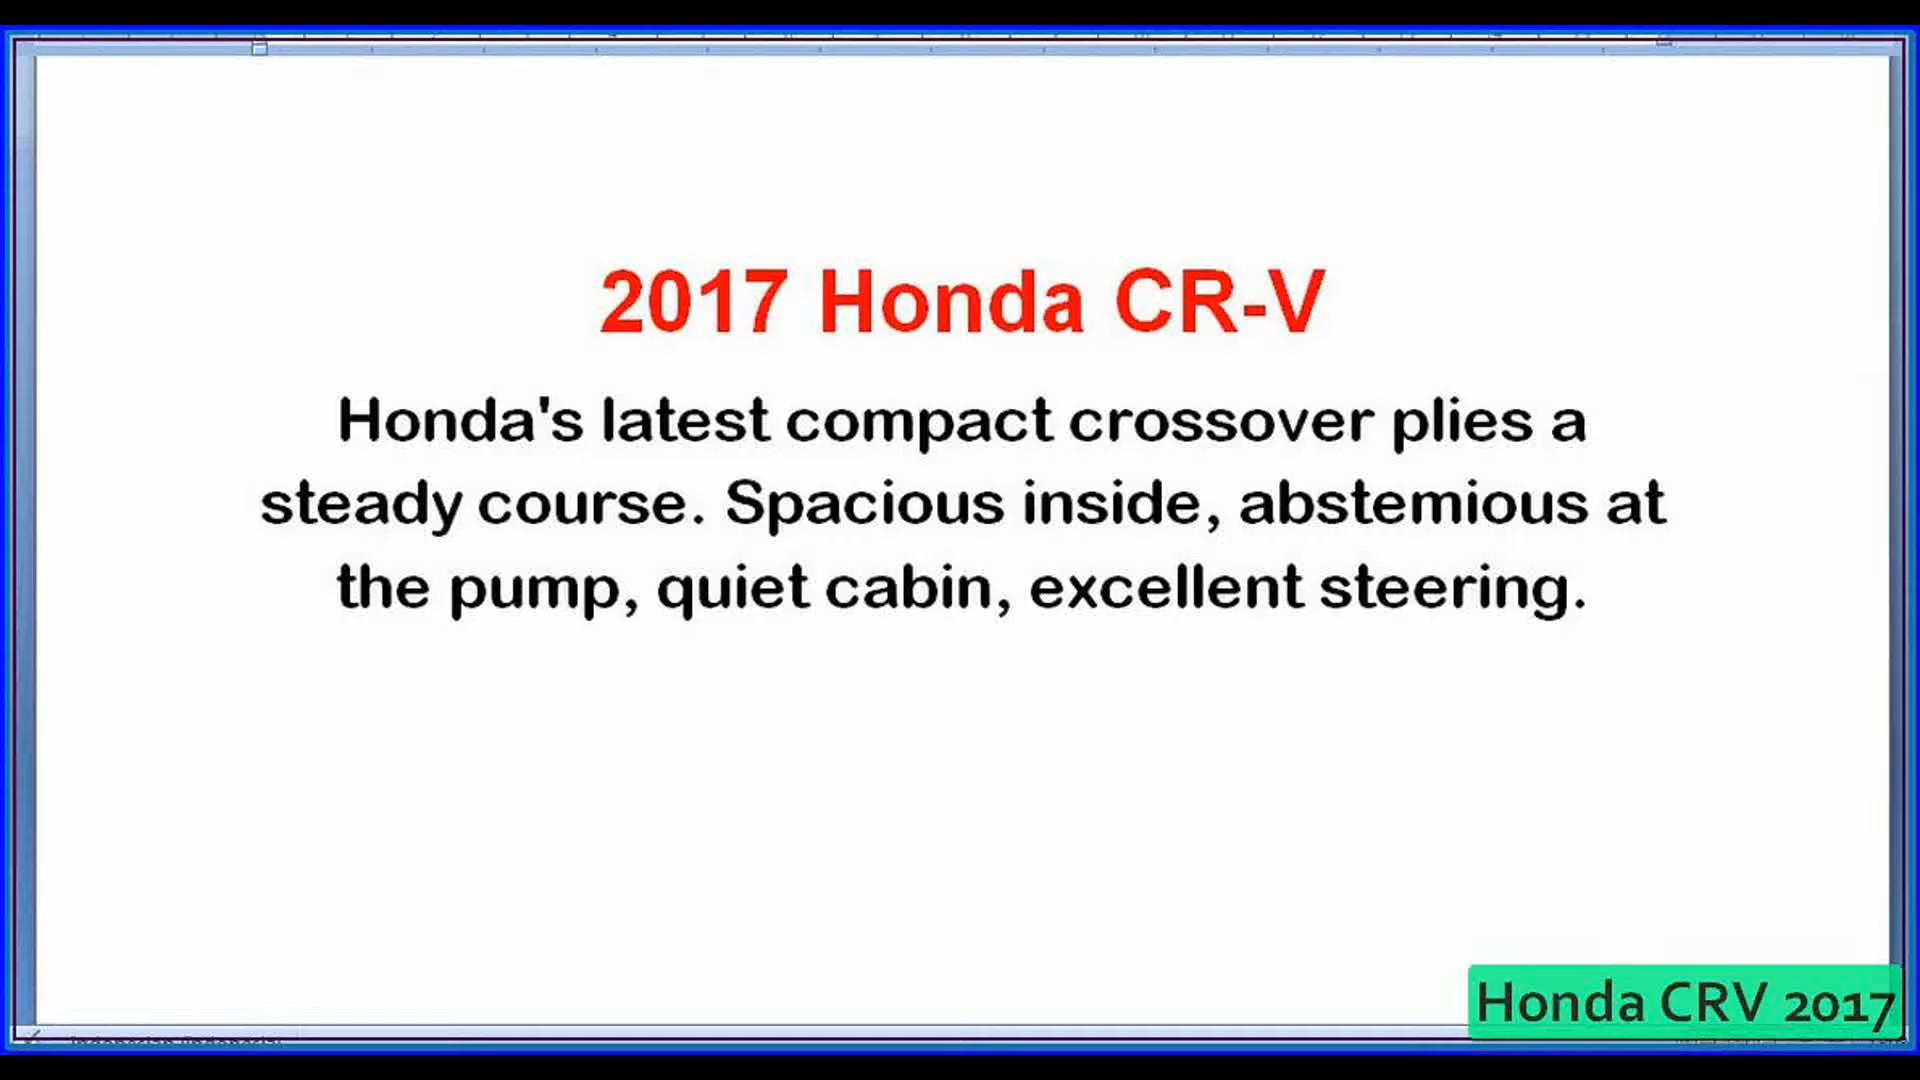 2017 Honda CR-V
Honda's latest compact crossover plies a
steady course. Spacious inside, abstemious at
the pump, quiet cabin, excellent steering.
Honda CRV 2017